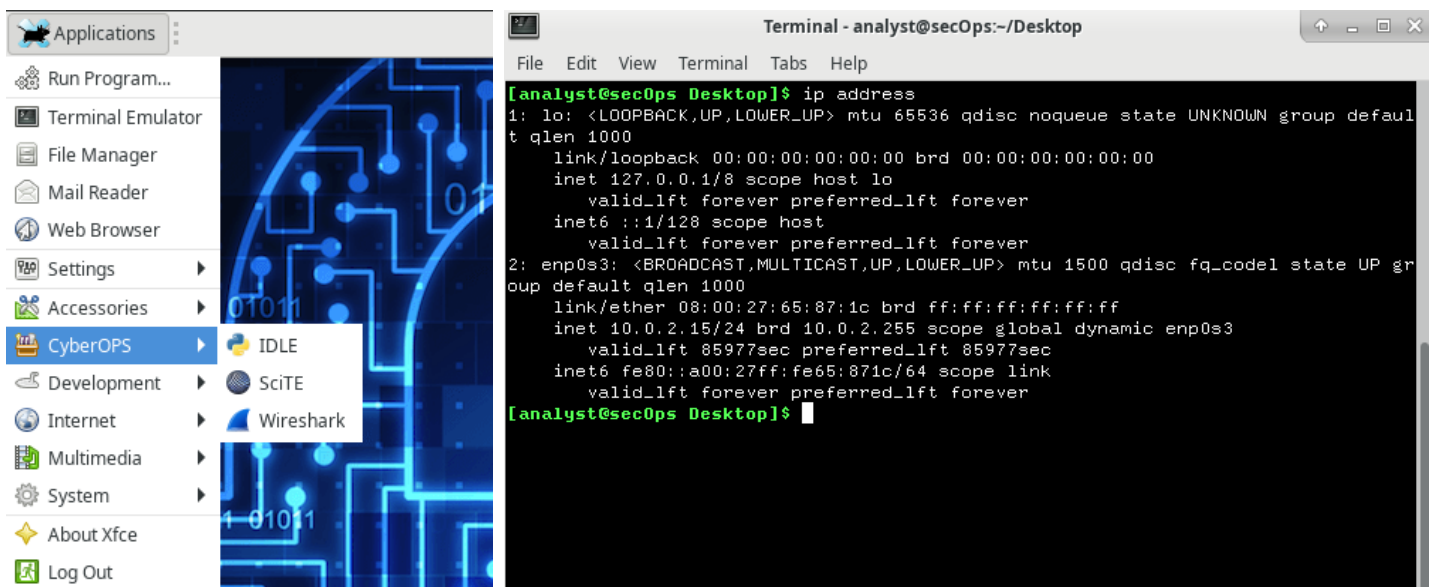 Applications
Run Program...
Terminal Emulator
File Manager
Mail Reader
Web Browser
Settings
Accessories
CyberOPS
Development
Internet
Multimedia
System
About Xfce
Log Out
IDLE
SciTE
Wireshark
01
01011
1 01011
Terminal - analyst@secOps:~/Desktop
File Edit View Terminal Tabs Help
[analyst@secOps Desktop]$ ip address
1: lo: <LOOPBACK,UP,LOWER_UP> mtu 65536 qdisc noqueue state UNKNOWN group defaul
t qlen 1000
    link/loopback 00:00:00:00:00:00 brd 00:00:00:00:00:00
    inet 127.0.0.1/8 scope host lo
       valid_lft forever preferred_lft forever
    inet6 ::1/128 scope host
       valid_lft forever preferred_lft forever
2: enp0s3: <BROADCAST,MULTICAST,UP,LOWER_UP> mtu 1500 qdisc fq_codel state UP gr
oup default qlen 1000
    link/ether 08:00:27:65:87:1c brd ff:ff:ff:ff:ff:ff
    inet 10.0.2.15/24 brd 10.0.2.255 scope global dynamic enp0s3
       valid_lft 85977sec preferred_lft 85977sec
    inet6 fe80::a00:27ff:fe65:871c/64 scope link
       valid_lft forever preferred_lft forever
[analyst@secOps Desktop]$